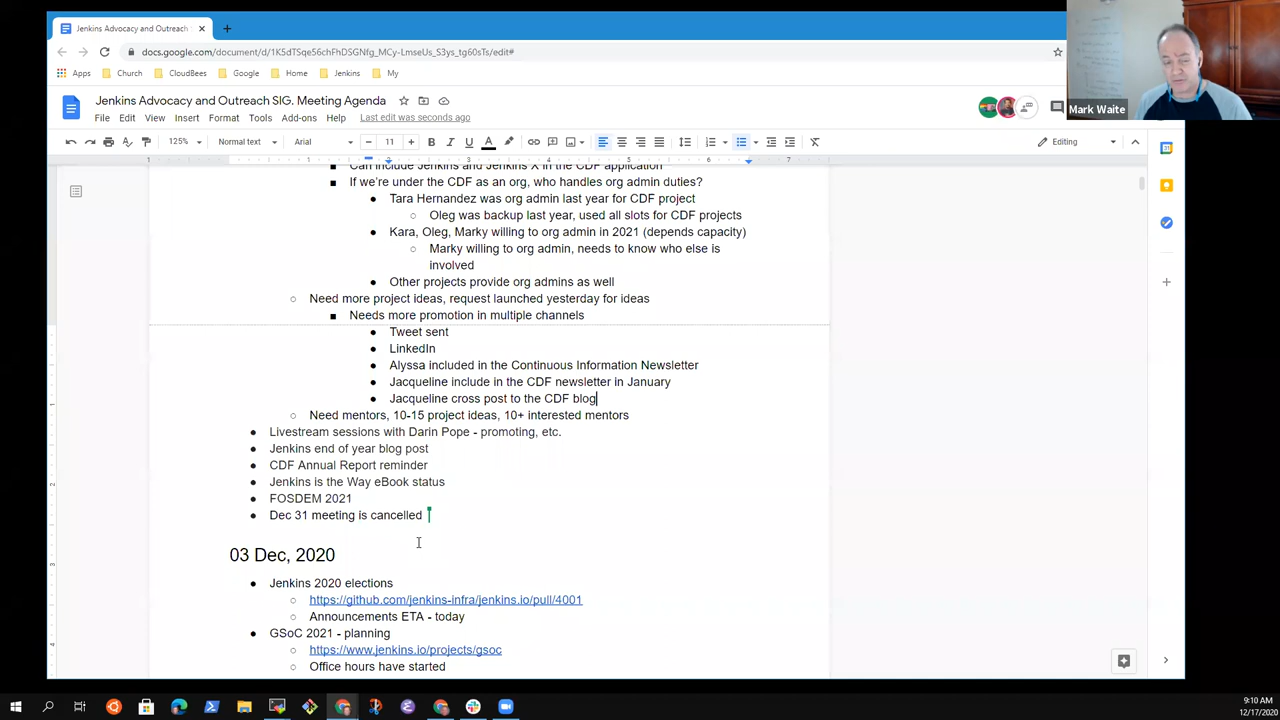 Jenkins Advocacy and Outreach
docs.google.com/document/d/1K5dTSqe56chFhDSGNfg_MCy-LmseUs_S3ys_tg60sTs/edit#
Apps Church CloudBees Google Home Jenkins My
Mark Waite
Jenkins Advocacy and Outreach SIG. Meeting Agenda
File Edit View Insert Format Tools Add-ons Help Last edit was seconds ago
125% Normal text Arial 11 B I U A Editing
1 1 2 3 4 5 6 7
Can include Jenkins and Jenkins X in the CDF application
■ If we're under the CDF as an org, who handles org admin duties?
● Tara Hernandez was org admin last year for CDF project
○ Oleg was backup last year, used all slots for CDF projects
● Kara, Oleg, Marky willing to org admin in 2021 (depends capacity)
○ Marky willing to org admin, needs to know who else is
involved
● Other projects provide org admins as well
○ Need more project ideas, request launched yesterday for ideas
■ Needs more promotion in multiple channels
● Tweet sent
● LinkedIn
● Alyssa included in the Continuous Information Newsletter
● Jacqueline include in the CDF newsletter in January
● Jacqueline cross post to the CDF blog
○ Need mentors, 10-15 project ideas, 10+ interested mentors
● Livestream sessions with Darin Pope - promoting, etc.
● Jenkins end of year blog post
● CDF Annual Report reminder
● Jenkins is the Way eBook status
● FOSDEM 2021
● Dec 31 meeting is cancelled
03 Dec, 2020
● Jenkins 2020 elections
○ https://github.com/jenkins-infra/jenkins.io/pull/4001
○ Announcements ETA - today
● GSoC 2021 - planning
○ https://www.jenkins.io/projects/gsoc
○ Office hours have started
9:10 AM
12/17/2020